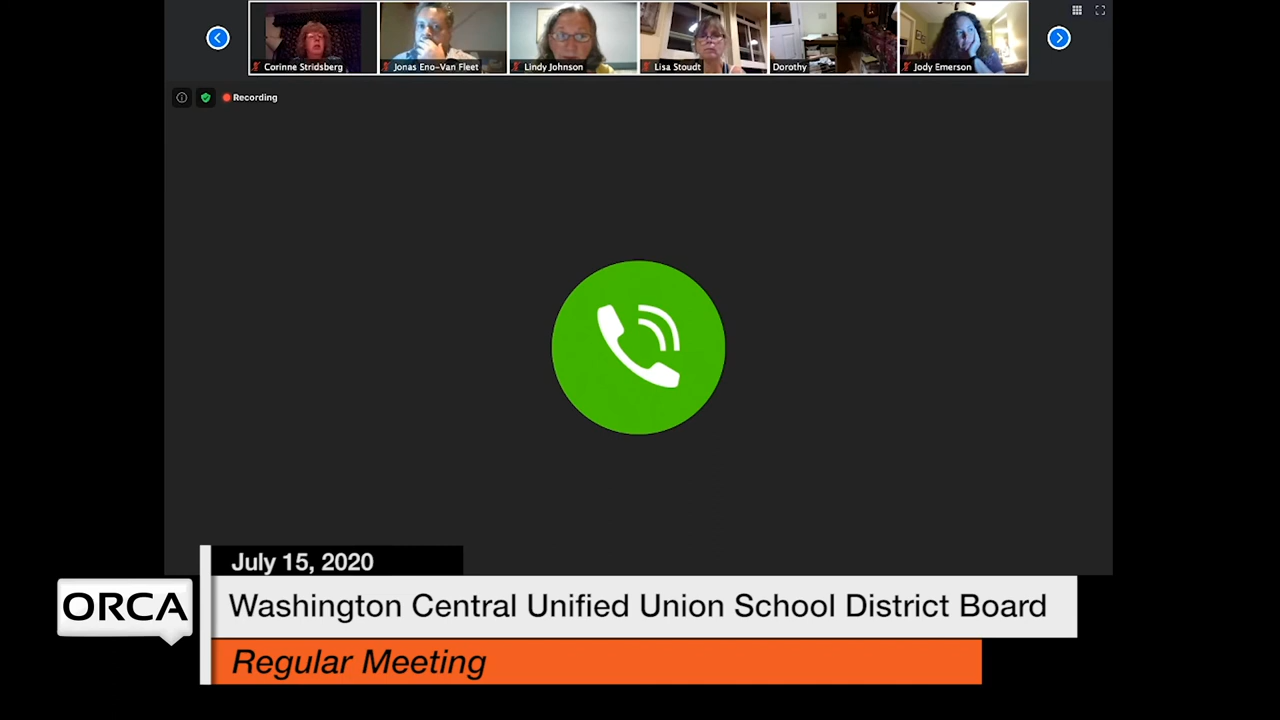 Corinne Stridsberg
Jonas Eno-Van Fleet
Lindy Johnson
Lisa Stoudt
Dorothy
Jody Emerson
Recording
July 15, 2020
ORCA
Washington Central Unified Union School District Board
Regular Meeting